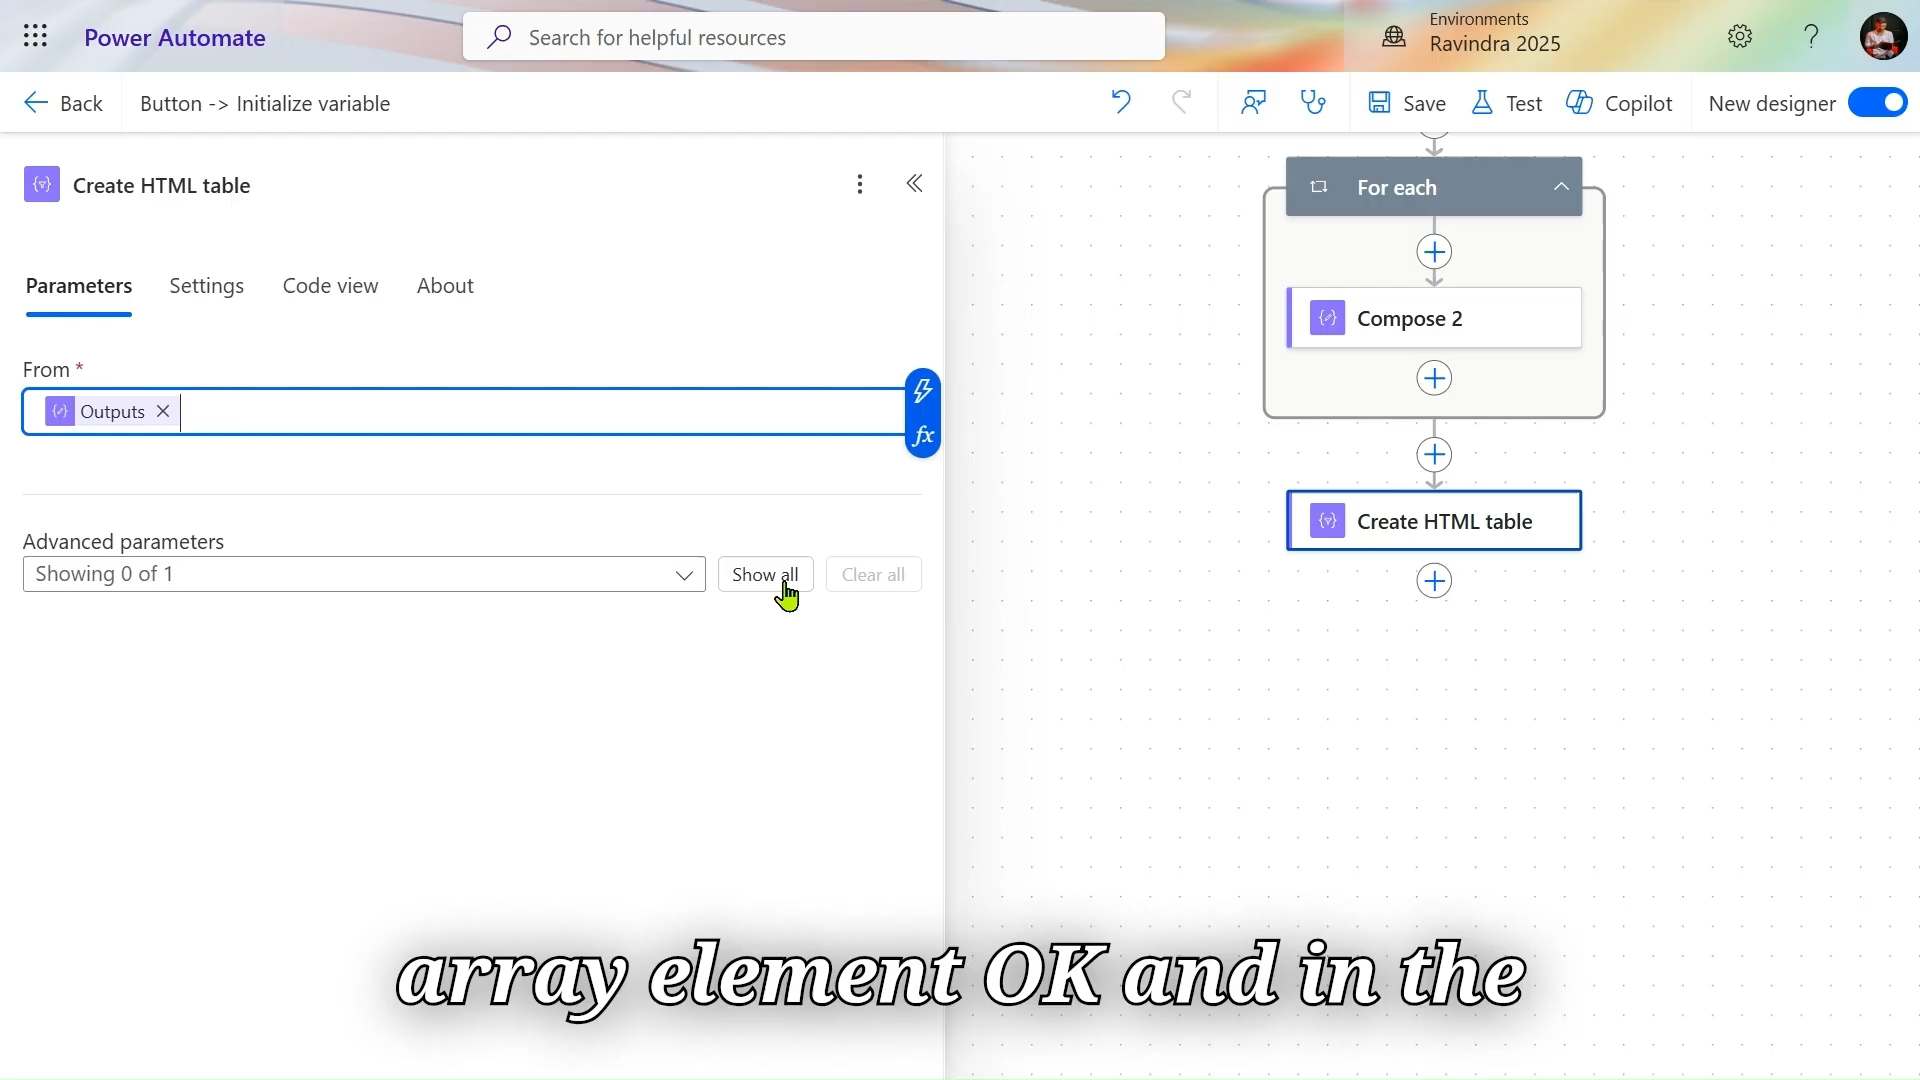 Power Automate
Search for helpful resources
Environments
Ravindra 2025
Back
Button -> Initialize variable
Save
Test
Copilot
New designer
Create HTML table
Parameters
Settings
Code view
About
From *
Outputs
fx
Advanced parameters
Showing 0 of 1
Show all
Clear all
For each
Compose 2
Create HTML table
array element OK and in the